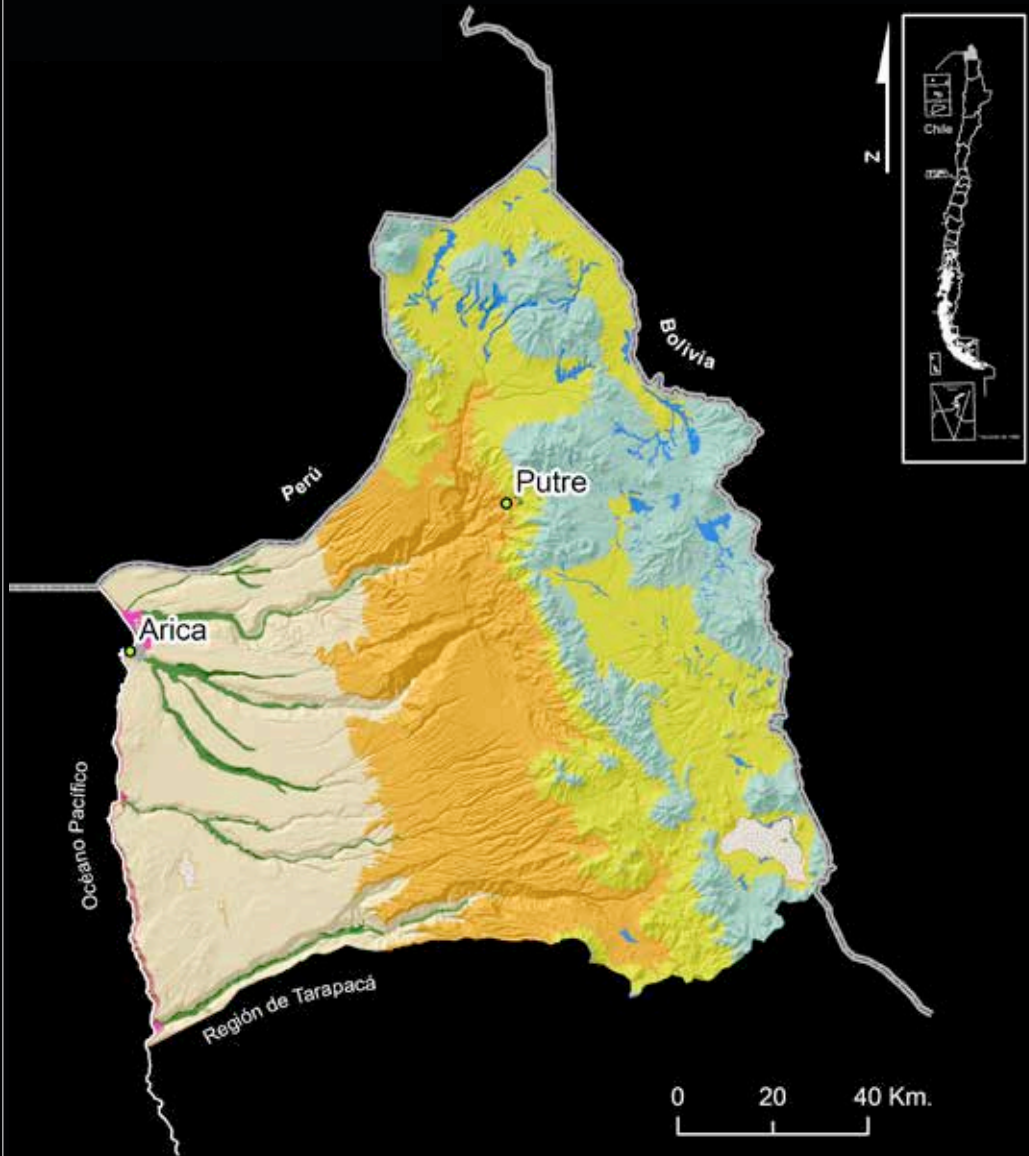 N
Chile
Bolivia
Perú
Putre
Arica
Océano Pacífico
Región de Tarapacá
0 20 40 Km.